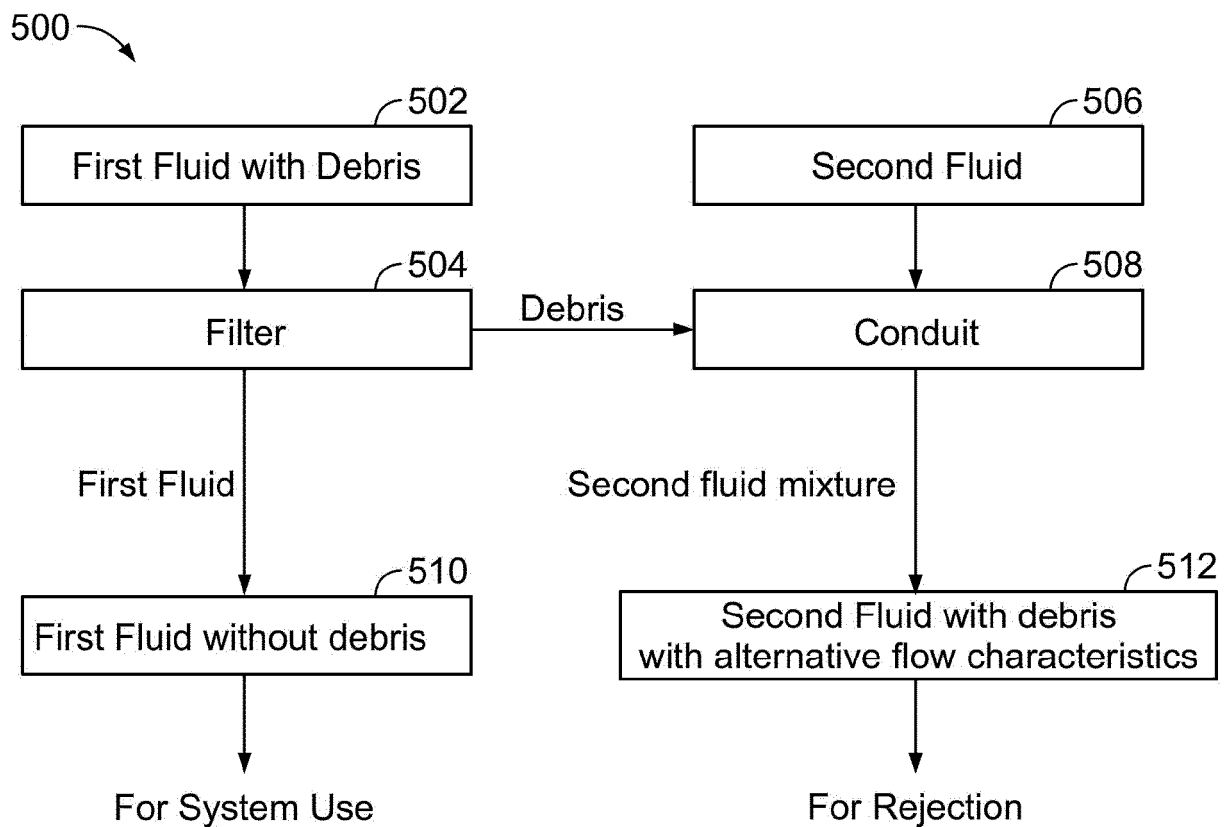 500
502
First Fluid with Debris
506
Second Fluid
504
Filter
Debris
508
Conduit
First Fluid
Second fluid mixture
510
First Fluid without debris
512
Second Fluid with debris
with alternative flow characteristics
For System Use
For Rejection